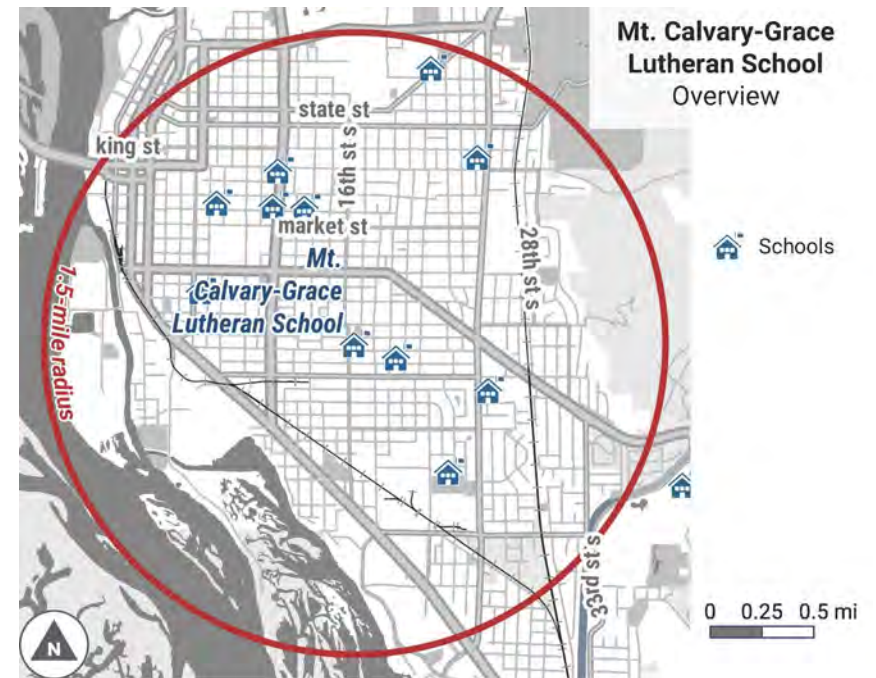 Mt. Calvary-Grace
Lutheran School
Overview
state st
king st
16th st s
market st
Mt.
Calvary-Grace
Lutheran School
28th st s
1.5-mile radius
Schools
33rd st s
0 0.25 0.5 mi
N